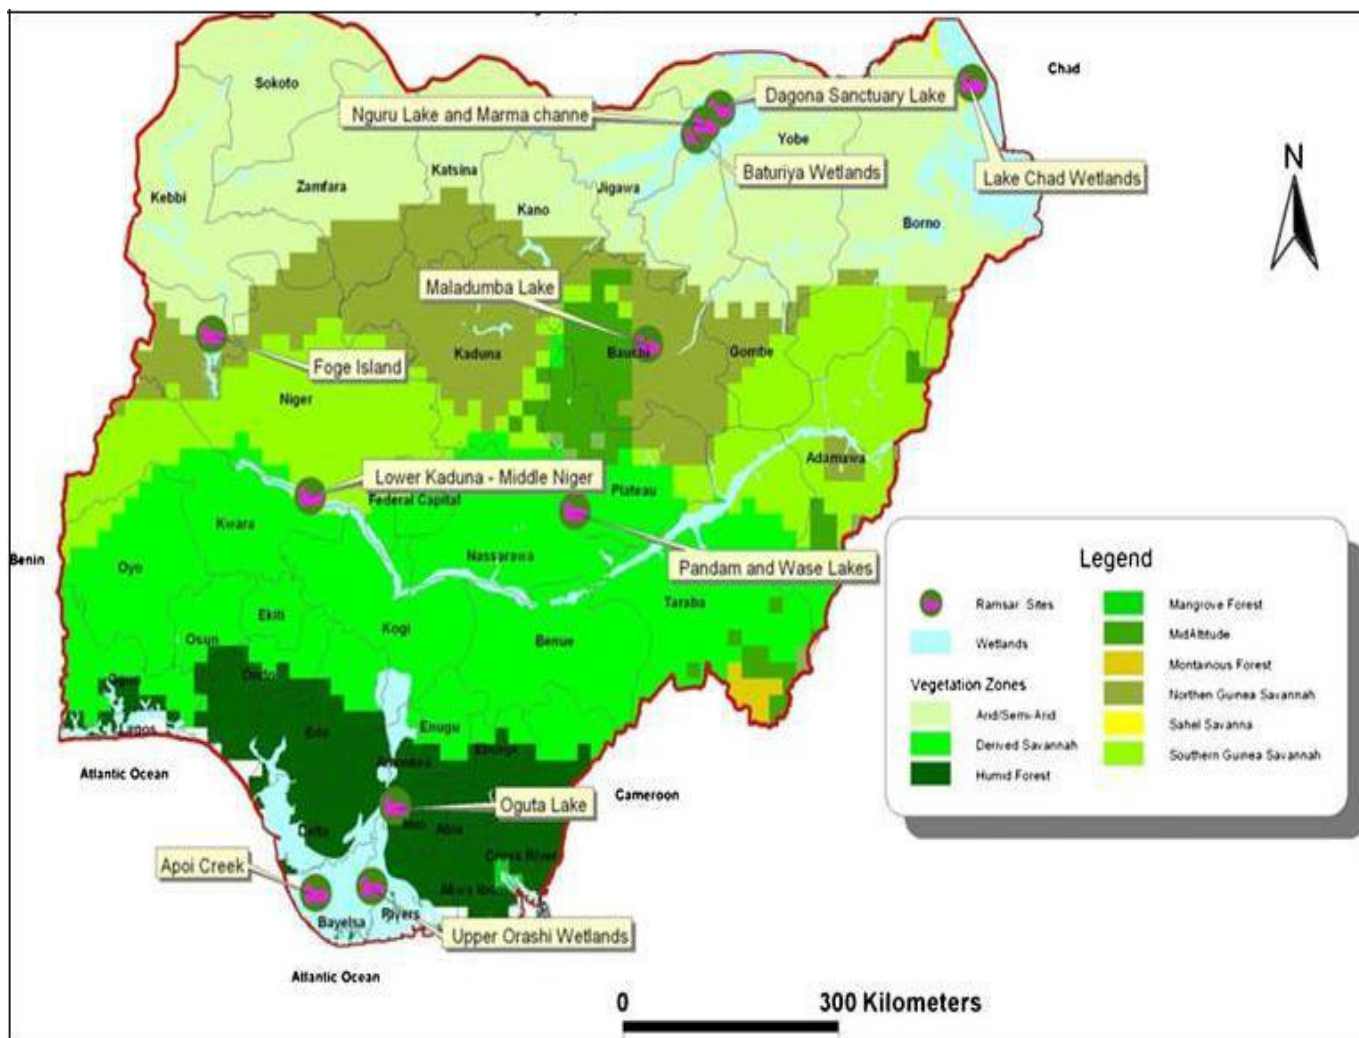 Sokoto
Chad
Dagona Sanctuary Lake
Nguru Lake and Marma channe
Yobe
Katsina
Baturiya Wetlands
Lake Chad Wetlands
N
Kebbi
Zamfara
Jigawa
Kano
Borno
Maladumba Lake
Kaduna
Bauchi
Gombe
Foge Island
Niger
Adamawa
Lower Kaduna - Middle Niger
Federal Capital
Plateau
Kwara
Benin
Oyo
Nassarawa
Pandam and Wase Lakes
Taraba
Ekiti
Kogi
Osun
Benue
Ogun
Ondo
Lagos
Edo
Enugu
Atlantic Ocean
Anambra
Cameroon
Oguta Lake
Imo
Abia
Delta
Cross River
Apoi Creek
Akwa Ibom
Bayelsa
Rivers
Upper Orashi Wetlands
Atlantic Ocean
Legend
Ramsar Sites
Wetlands
Vegetation Zones
Arid/Semi-Arid
Derived Savannah
Humid Forest
Mangrove Forest
MidAltitude
Montainous Forest
Northen Guinea Savannah
Sahel Savanna
Southern Guinea Savannah
0 300 Kilometers